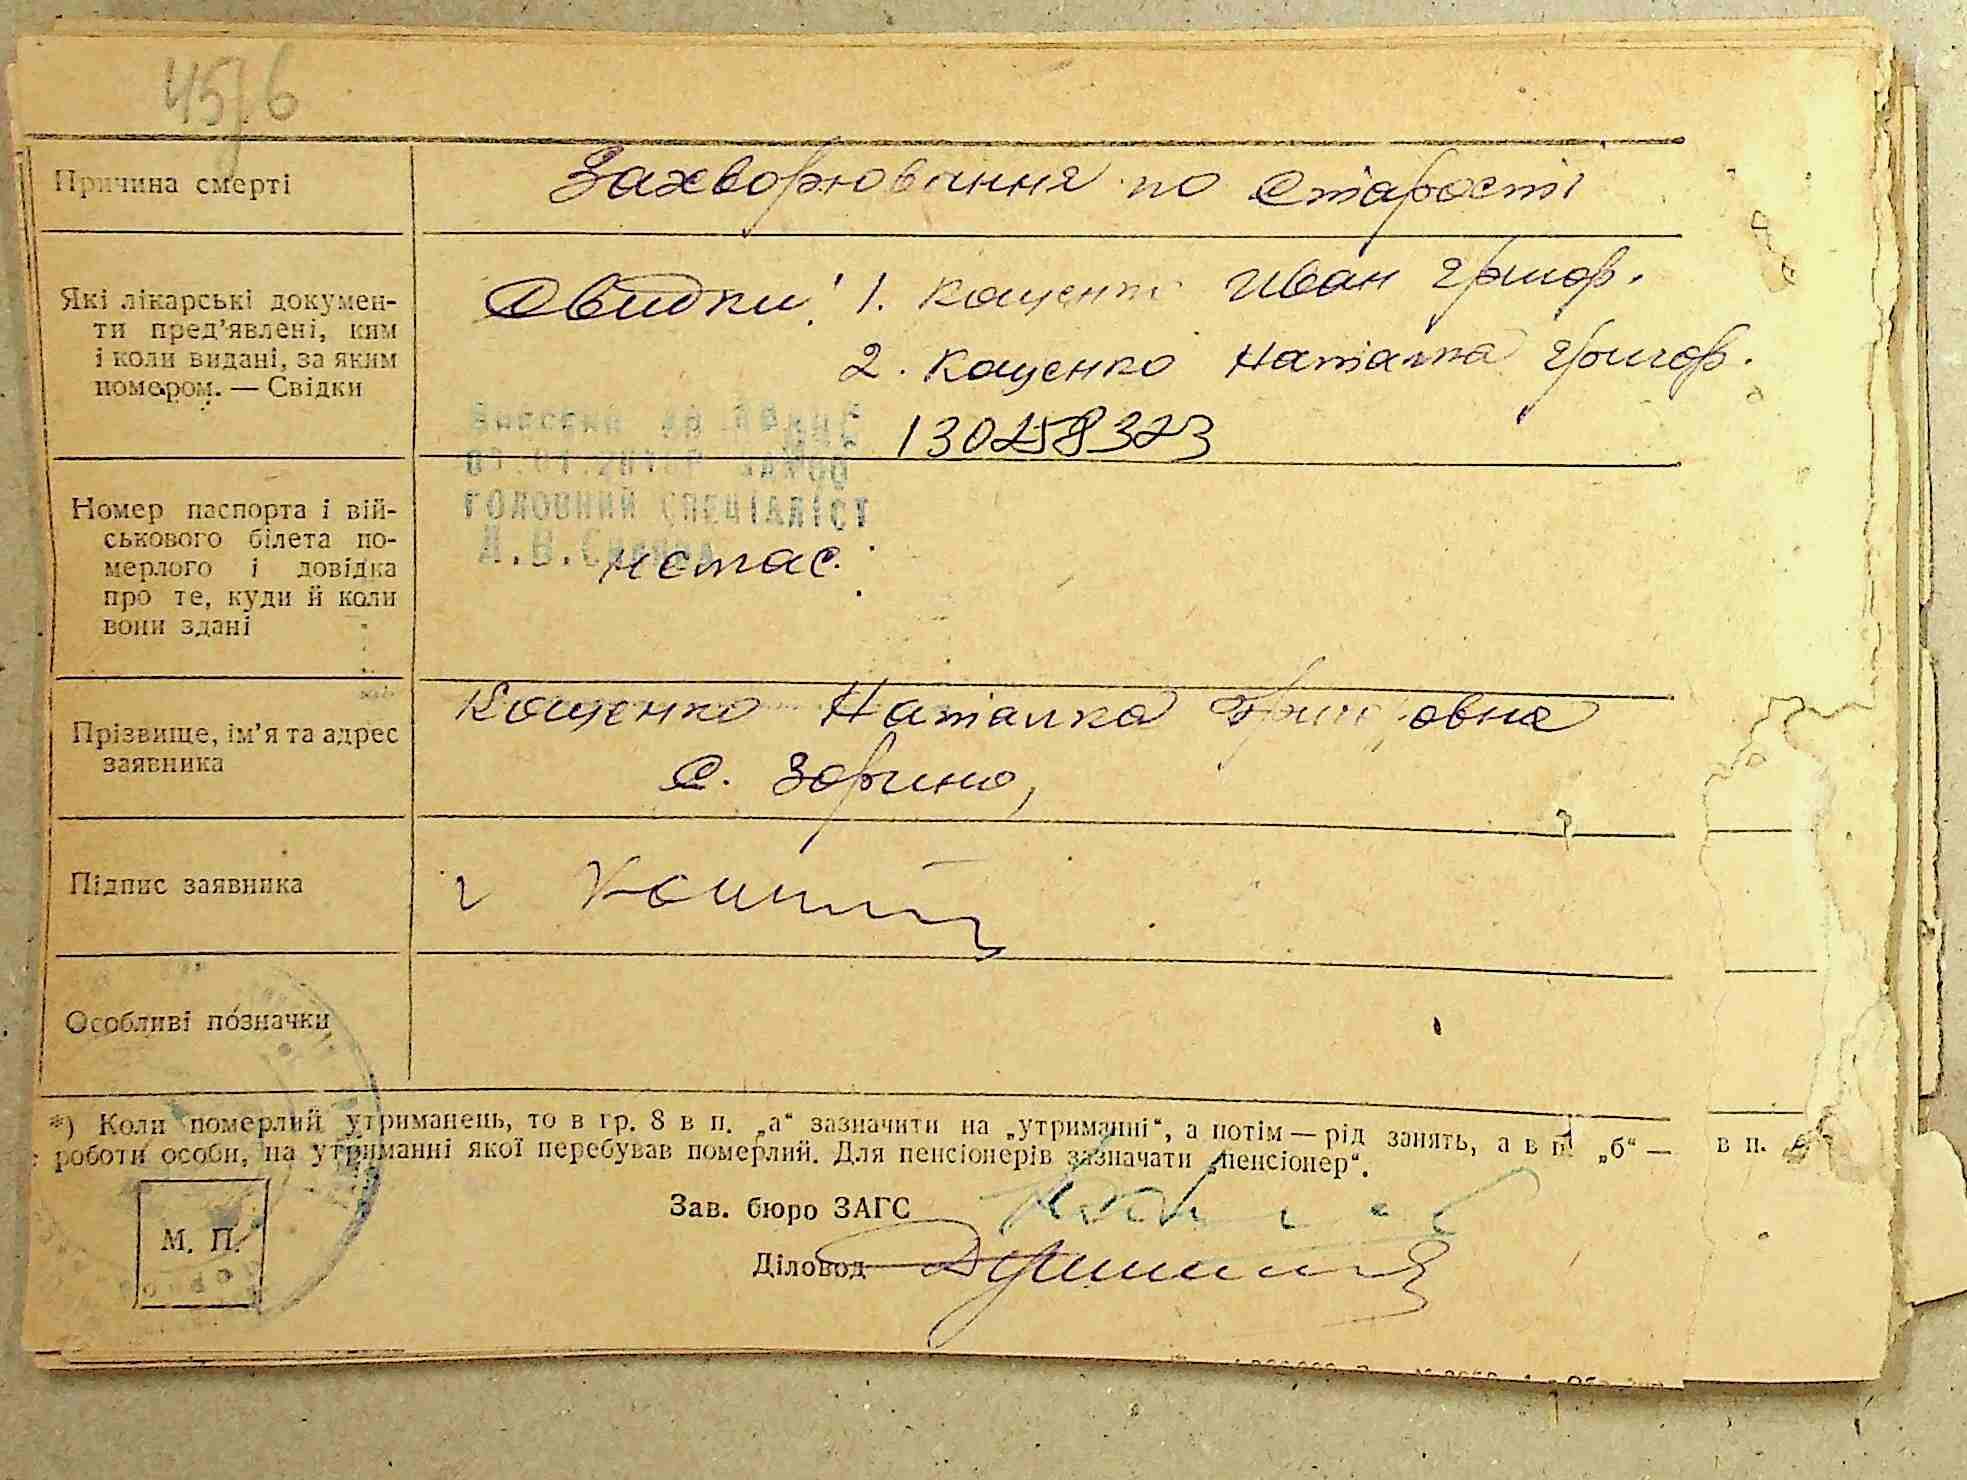 45/6
Причина смерті
Захворювання по старості
Які лікарські докумен-
ти пред’явлені, ким
і коли видані, за яким
номером. — Свідки
Свидки: 1. Коценко Иван Григор.
2. Коценко Наталка Григор.
130258323
ГОЛОВНИЙ СПЕЦІАЛІСТ
Номер паспорта і вій-
ськового білета по-
мерлого і довідка
про те, куди й коли
вони здані
немає.
Прізвище, ім’я та адрес
заявника
Коценко Наталка
с. Зорино,
Підпис заявника
Особливі позначки
*) Коли померлий утриманець, то в гр. 8 в п. „а“ зазначити на „утриманні“, а потім — рід занять, а в п. „б“ — в п.
роботи особи, на утриманні якої перебував померлий. Для пенсіонерів зазначати „пенсіонер“.
М. П.
Зав. бюро ЗАГС
Діловод